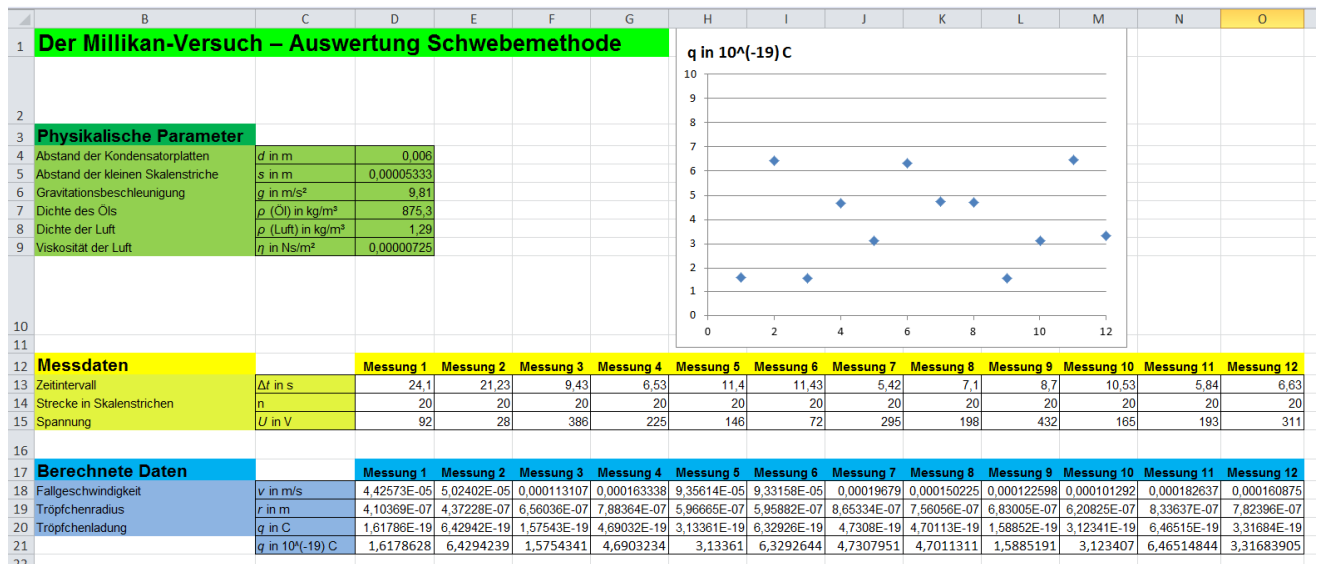 B C D E F G H I J K L M N O
1 Der Millikan-Versuch – Auswertung Schwebemethode
q in 10^(-19) C
10
9
8
7
6
5
4
3
2
1
0
0 2 4 6 8 10 12
2
3 Physikalische Parameter
4 Abstand der Kondensatorplatten d in m 0,006
5 Abstand der kleinen Skalenstriche s in m 0,00005333
6 Gravitationsbeschleunigung g in m/s² 9,81
7 Dichte des Öls ρ (Öl) in kg/m³ 875,3
8 Dichte der Luft ρ (Luft) in kg/m³ 1,29
9 Viskosität der Luft η in Ns/m² 0,00000725
10
11
12 Messdaten Messung 1 Messung 2 Messung 3 Messung 4 Messung 5 Messung 6 Messung 7 Messung 8 Messung 9 Messung 10 Messung 11 Messung 12
13 Zeitintervall Δt in s 24,1 21,23 9,43 6,53 11,4 11,43 5,42 7,1 8,7 10,53 5,84 6,63
14 Strecke in Skalenstrichen n 20 20 20 20 20 20 20 20 20 20 20 20
15 Spannung U in V 92 28 386 225 146 72 295 198 432 165 193 311
16
17 Berechnete Daten Messung 1 Messung 2 Messung 3 Messung 4 Messung 5 Messung 6 Messung 7 Messung 8 Messung 9 Messung 10 Messung 11 Messung 12
18 Fallgeschwindigkeit v in m/s 4,42573E-05 5,02402E-05 0,000113107 0,000163338 9,35614E-05 9,33158E-05 0,00019679 0,000150225 0,000122598 0,000101292 0,000182637 0,000160875
19 Tröpfchenradius r in m 4,10369E-07 4,37228E-07 6,56036E-07 7,88364E-07 5,96665E-07 5,95882E-07 8,65334E-07 7,56056E-07 6,83005E-07 6,20825E-07 8,33637E-07 7,82396E-07
20 Tröpfchenladung q in C 1,61786E-19 6,42942E-19 1,57543E-19 4,69032E-19 3,13361E-19 6,32926E-19 4,7308E-19 4,70113E-19 1,58852E-19 3,12341E-19 6,46515E-19 3,31684E-19
21 q in 10^(-19) C 1,6178628 6,4294239 1,5754341 4,6903234 3,13361 6,3292644 4,7307951 4,7011311 1,5885191 3,123407 6,46514844 3,31683905